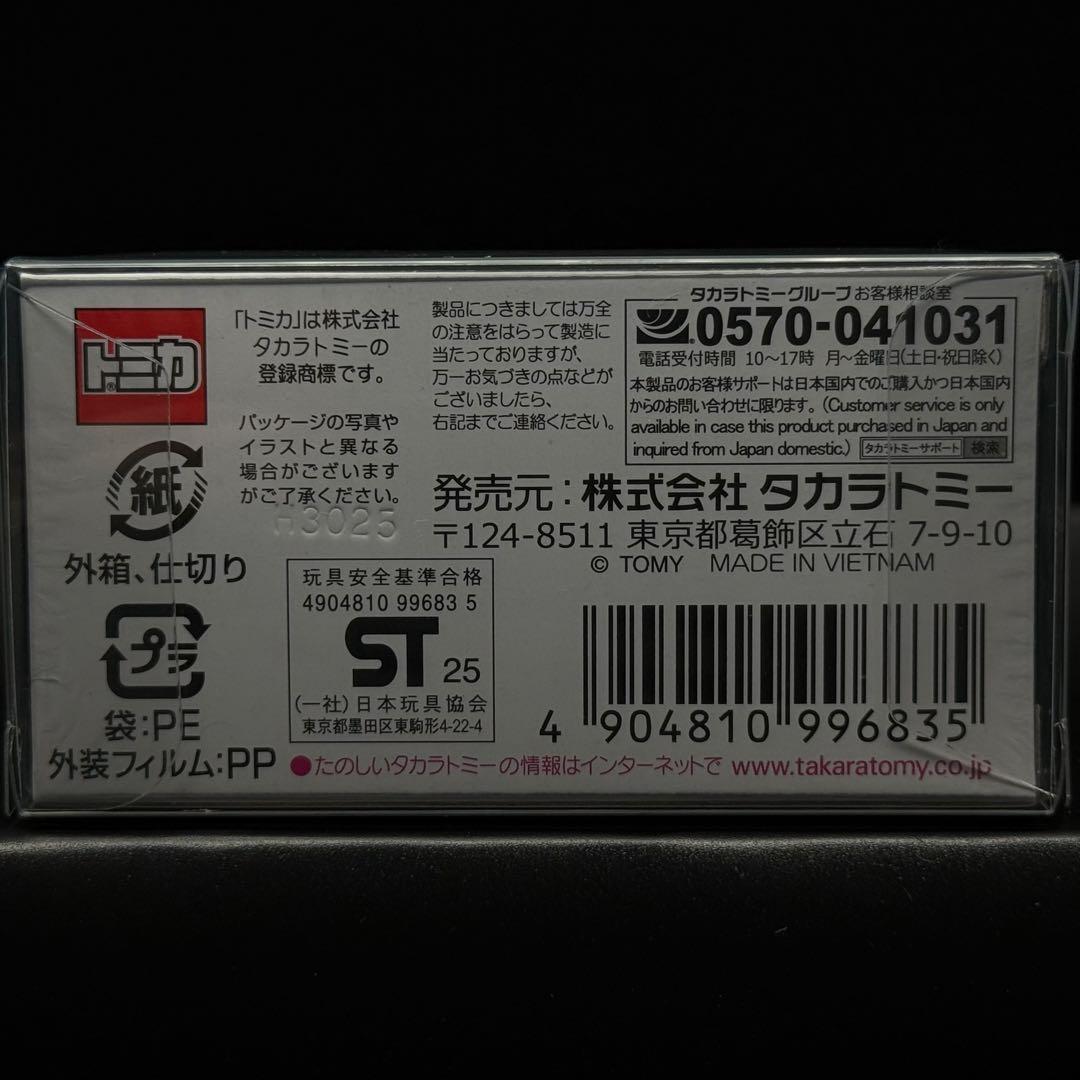 トミカ
®
「トミカ」は株式会社
タカラトミーの
登録商標です。
パッケージの写真や
イラストと異なる
場合がございます
がご了承ください。
製品につきましては万全
の注意をはらって製造に
当たっておりますが、
万一お気づきの点などが
ございましたら、
右記までご連絡ください。
タカラトミーグループ お客様相談室
0570-041031
電話受付時間 10〜17時 月〜金曜日(土日・祝日除く)
本製品のお客様サポートは日本国内でのご購入かつ日本国内
からのお問い合わせに限ります。(Customer service is only
available in case this product purchased in Japan and
inquired from Japan domestic.) タカラトミーサポート 検索
紙
外箱、仕切り
プラ
袋:PE
外装フィルム:PP
発売元:株式会社 タカラトミー
〒124-8511 東京都葛飾区立石 7-9-10
© TOMY MADE IN VIETNAM
玩具安全基準合格
4904810 99683 5
ST 25
(一社)日本玩具協会
東京都墨田区東駒形4-22-4
4 904810 996835
●たのしいタカラトミーの情報はインターネットで www.takaratomy.co.jp